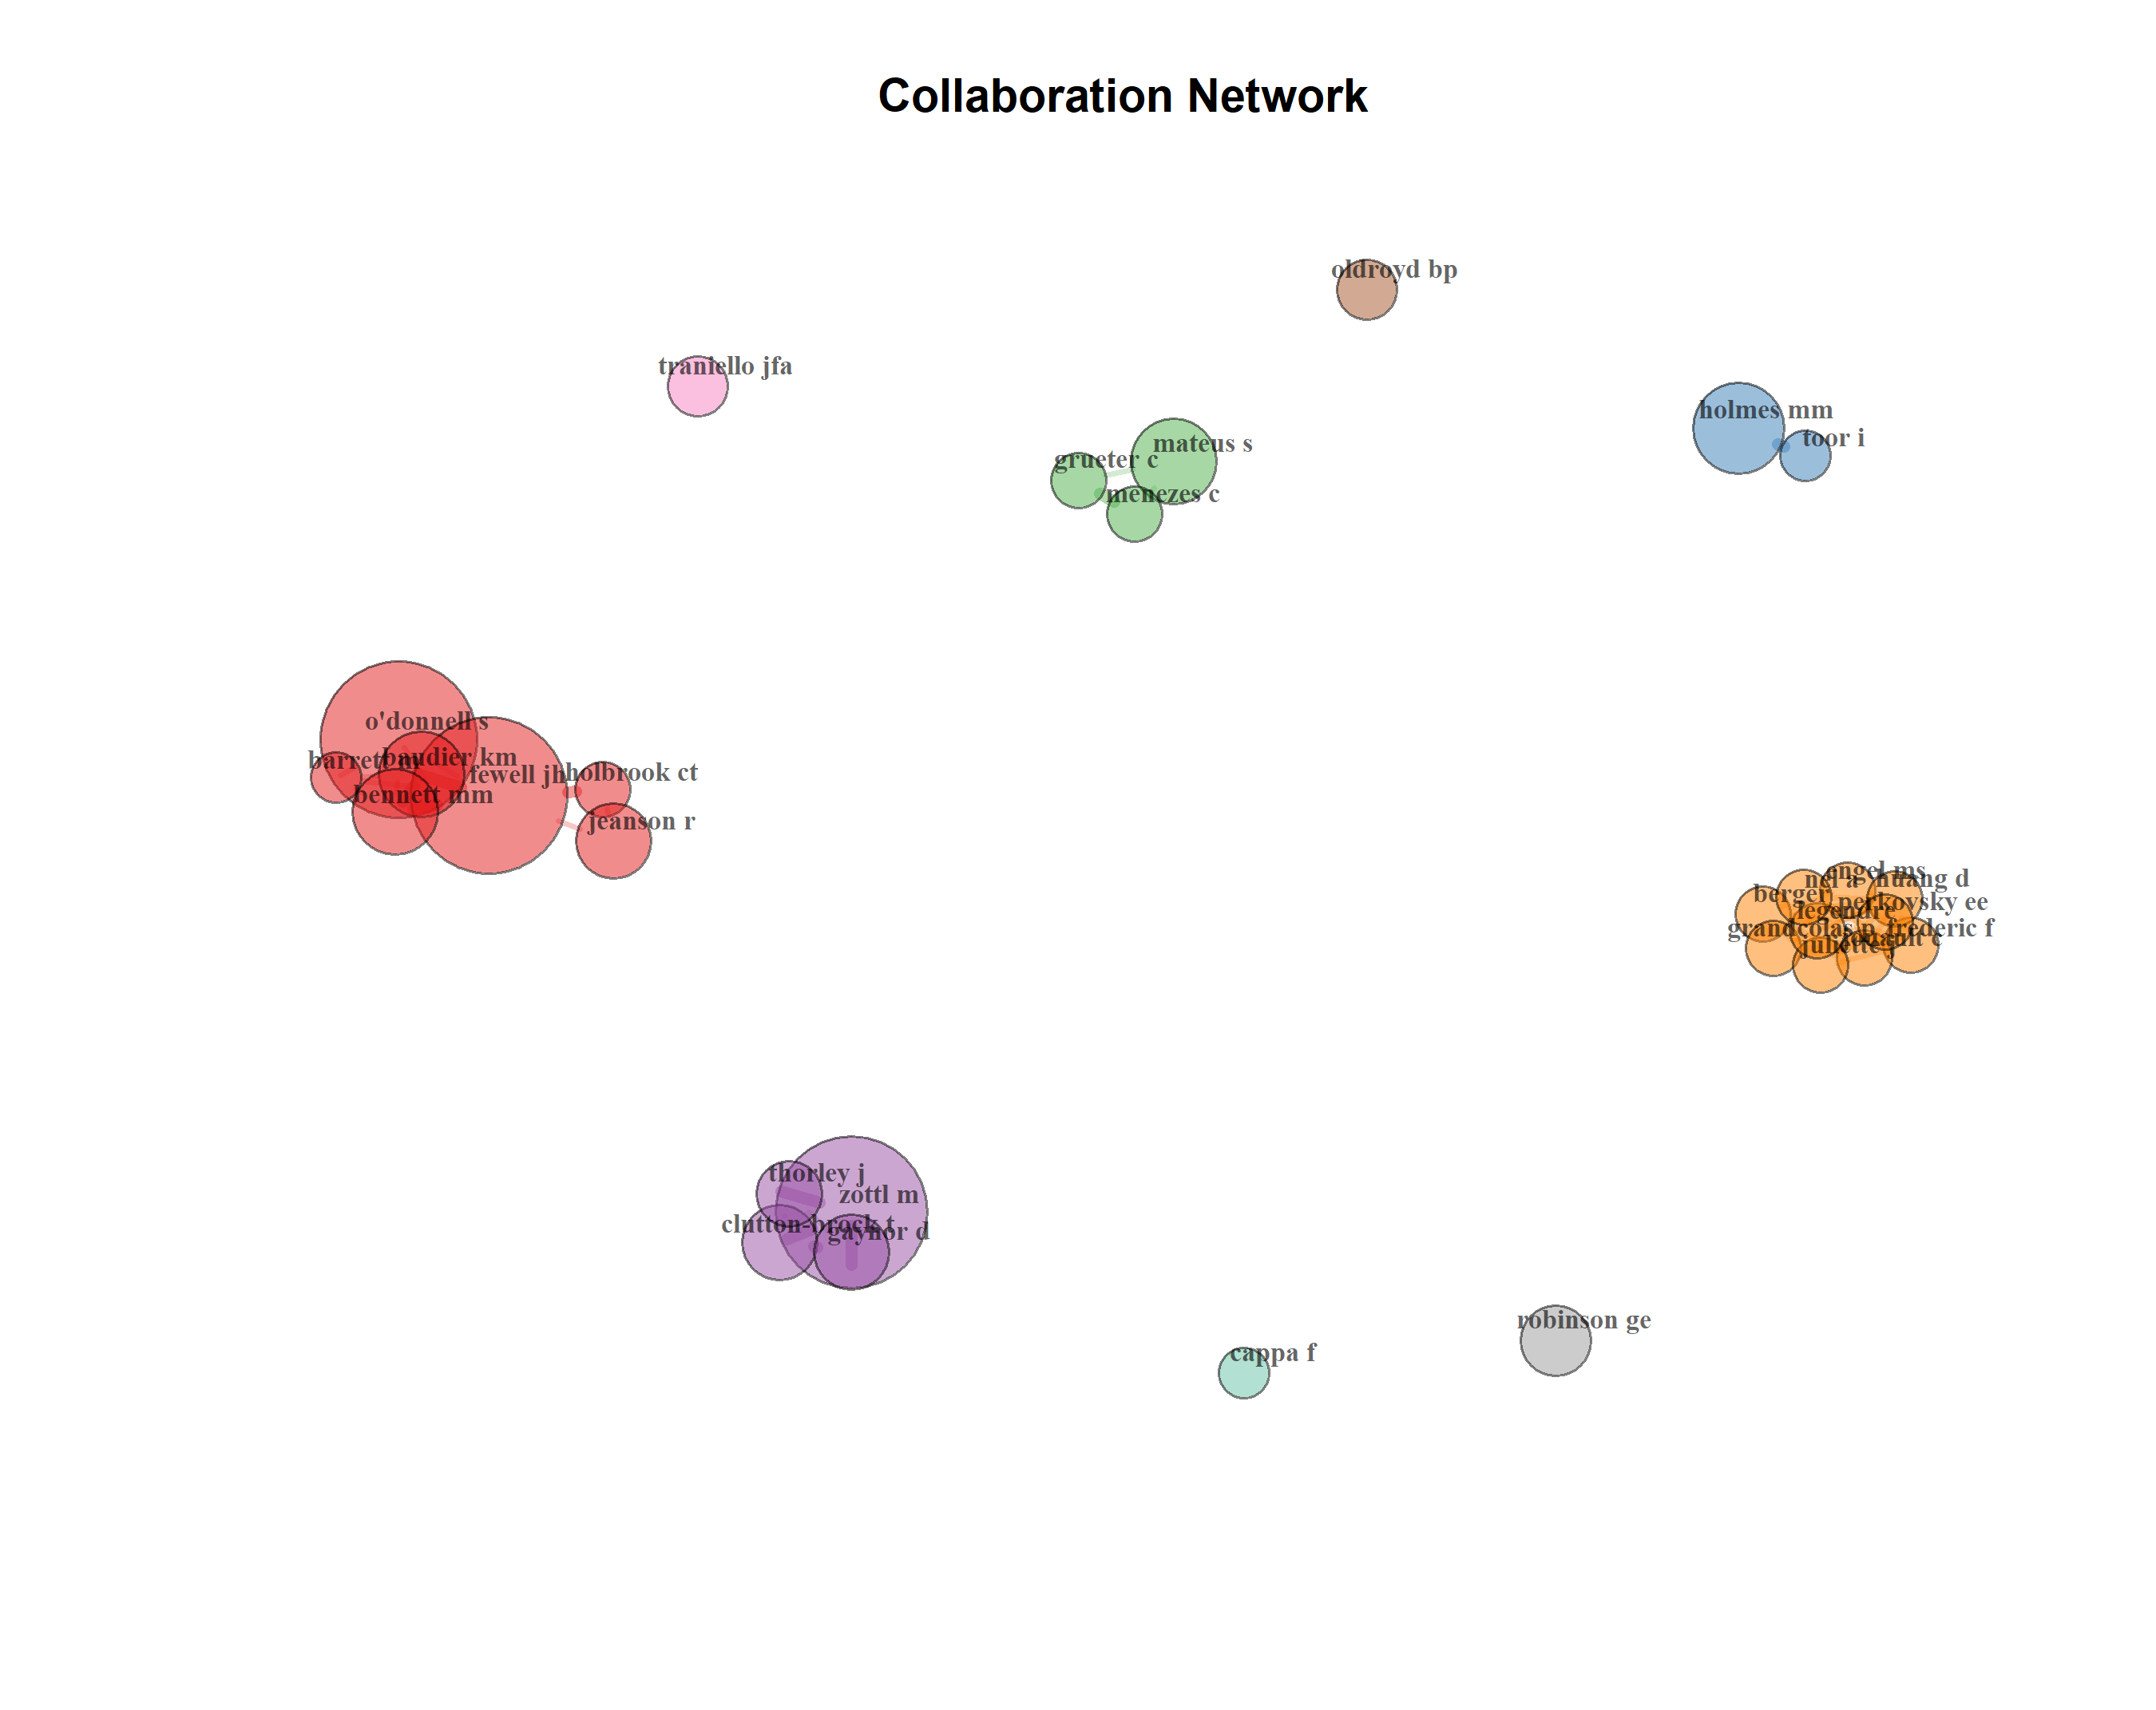 Collaboration Network
oldroyd bp
traniello jfa
holmes mm
toor i
mateus s
grueter c
menezes c
o'donnell s
barrett m
baudier km
fewell jh
holbrook ct
bennett mm
jeanson r
engel ms
nel a
huang d
berger
perkovsky ee
legendre
grandcolas p
frederic f
jouault c
juliette j
thorley j
zottl m
clutton-brock t
gaynor d
robinson ge
cappa f